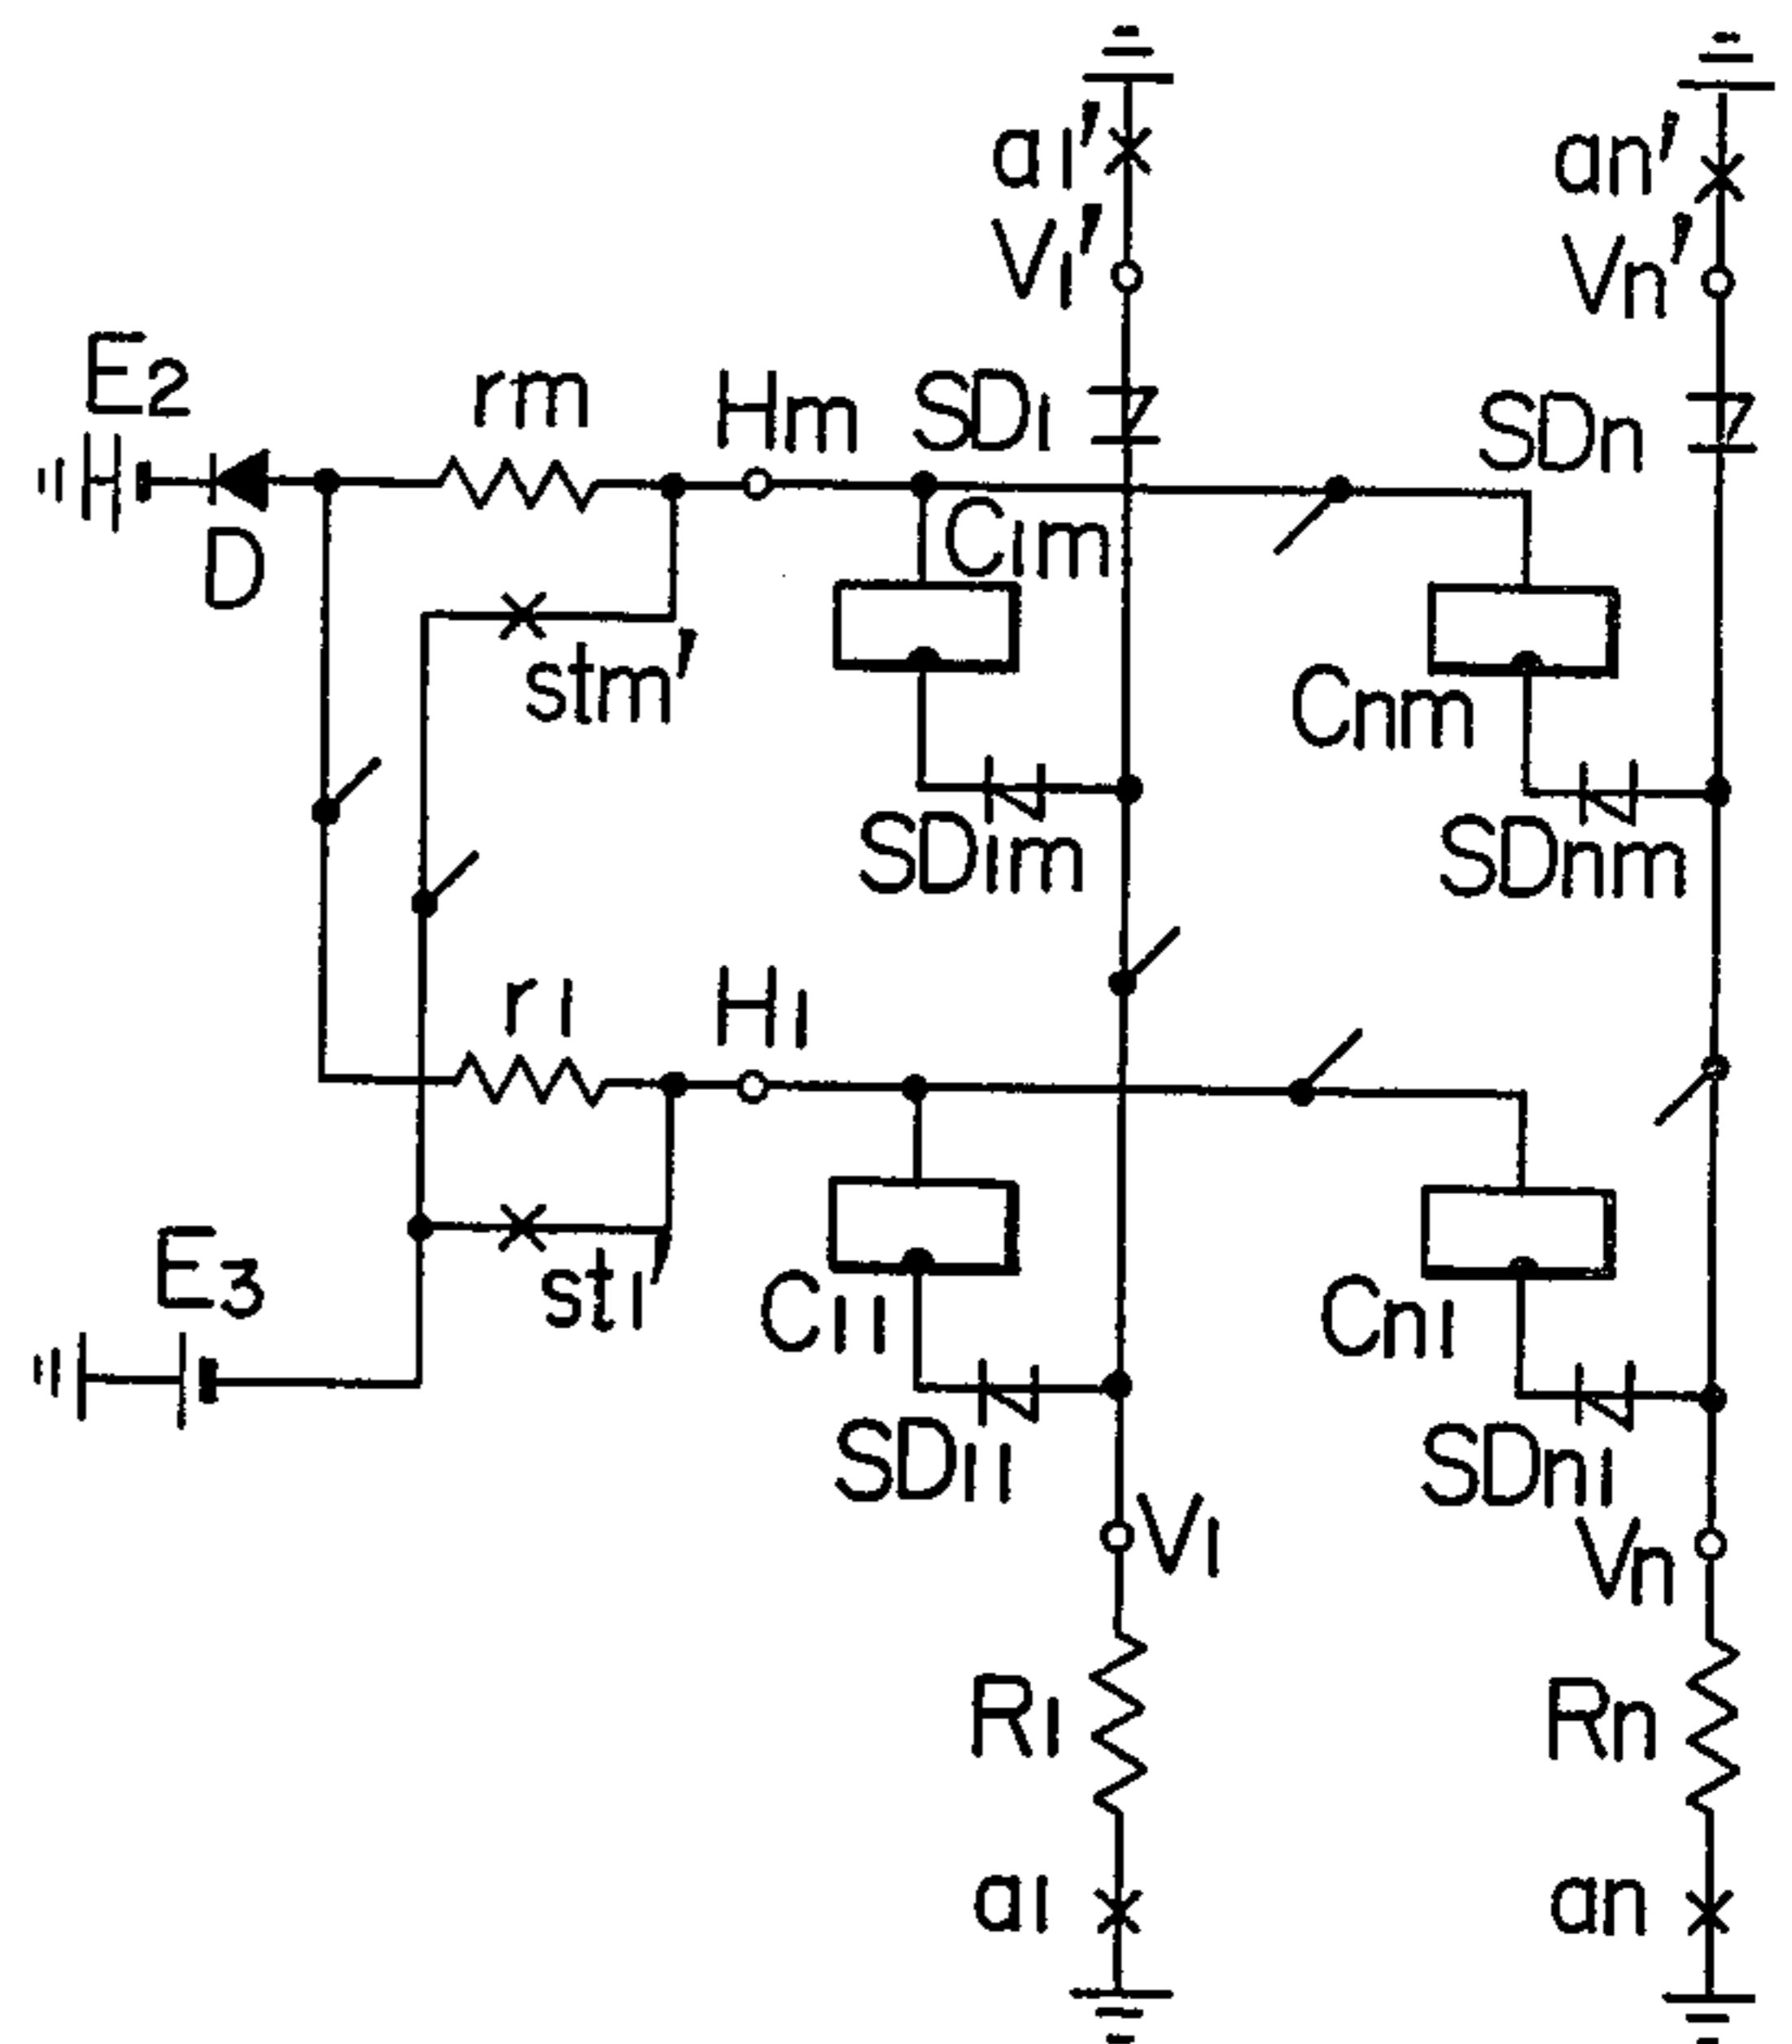 a1'
an'
V1'
Vn'
E2
rm
Hm
SD1
SDn
D
C1m
stm'
Cnm
SD1m
SDnm
r1
H1
E3
st1'
C11
Cn1
SD11
SDn1
V1
Vn
R1
Rn
a1
an